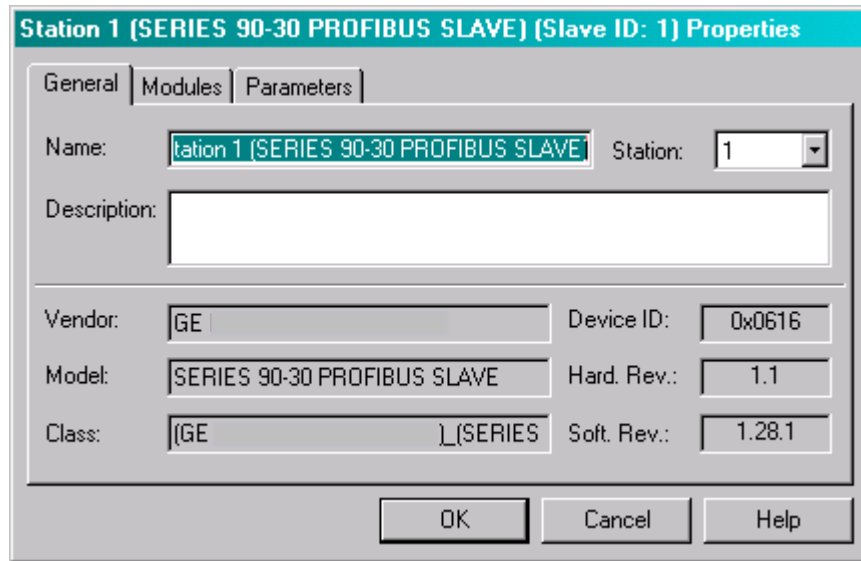 Station 1 (SERIES 90-30 PROFIBUS SLAVE) (Slave ID: 1) Properties
General Modules Parameters
Name: tation 1 (SERIES 90-30 PROFIBUS SLAVE) Station: 1
Description:
Vendor: GE Device ID: 0x0616
Model: SERIES 90-30 PROFIBUS SLAVE Hard. Rev.: 1.1
Class: (GE )_(SERIES Soft. Rev.: 1.28.1
OK Cancel Help